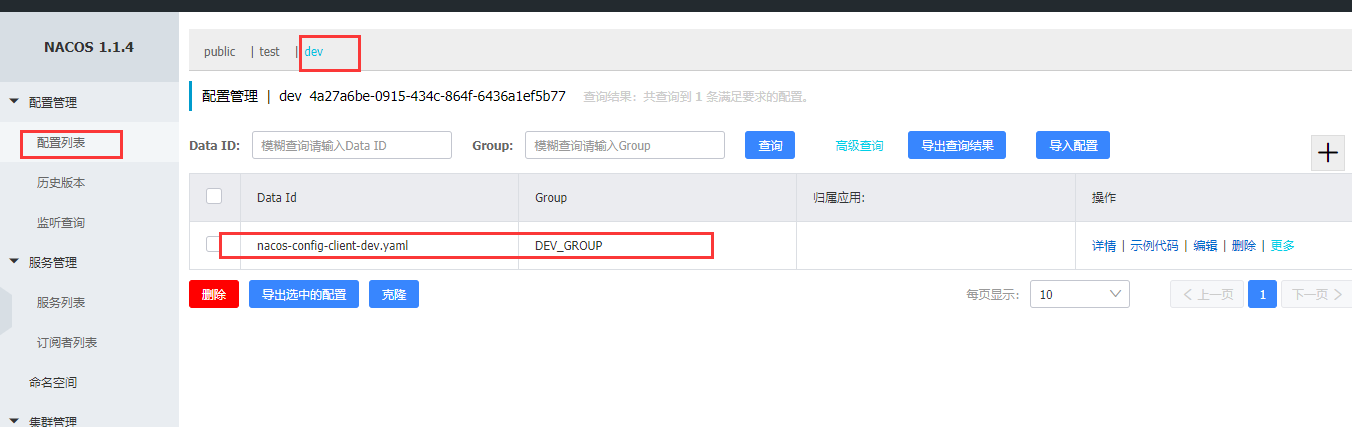 NACOS 1.1.4
配置管理
配置列表
历史版本
监听查询
服务管理
服务列表
订阅者列表
命名空间
集群管理
public | test | dev
配置管理 | dev 4a27a6be-0915-434c-864f-6436a1ef5b77 查询结果：共查询到 1 条满足要求的配置。
Data ID: 模糊查询请输入Data ID Group: 模糊查询请输入Group 查询 高级查询 导出查询结果 导入配置
Data Id Group 归属应用: 操作
nacos-config-client-dev.yaml DEV_GROUP 详情 | 示例代码 | 编辑 | 删除 | 更多
删除 导出选中的配置 克隆 每页显示: 10 上一页 1 下一页